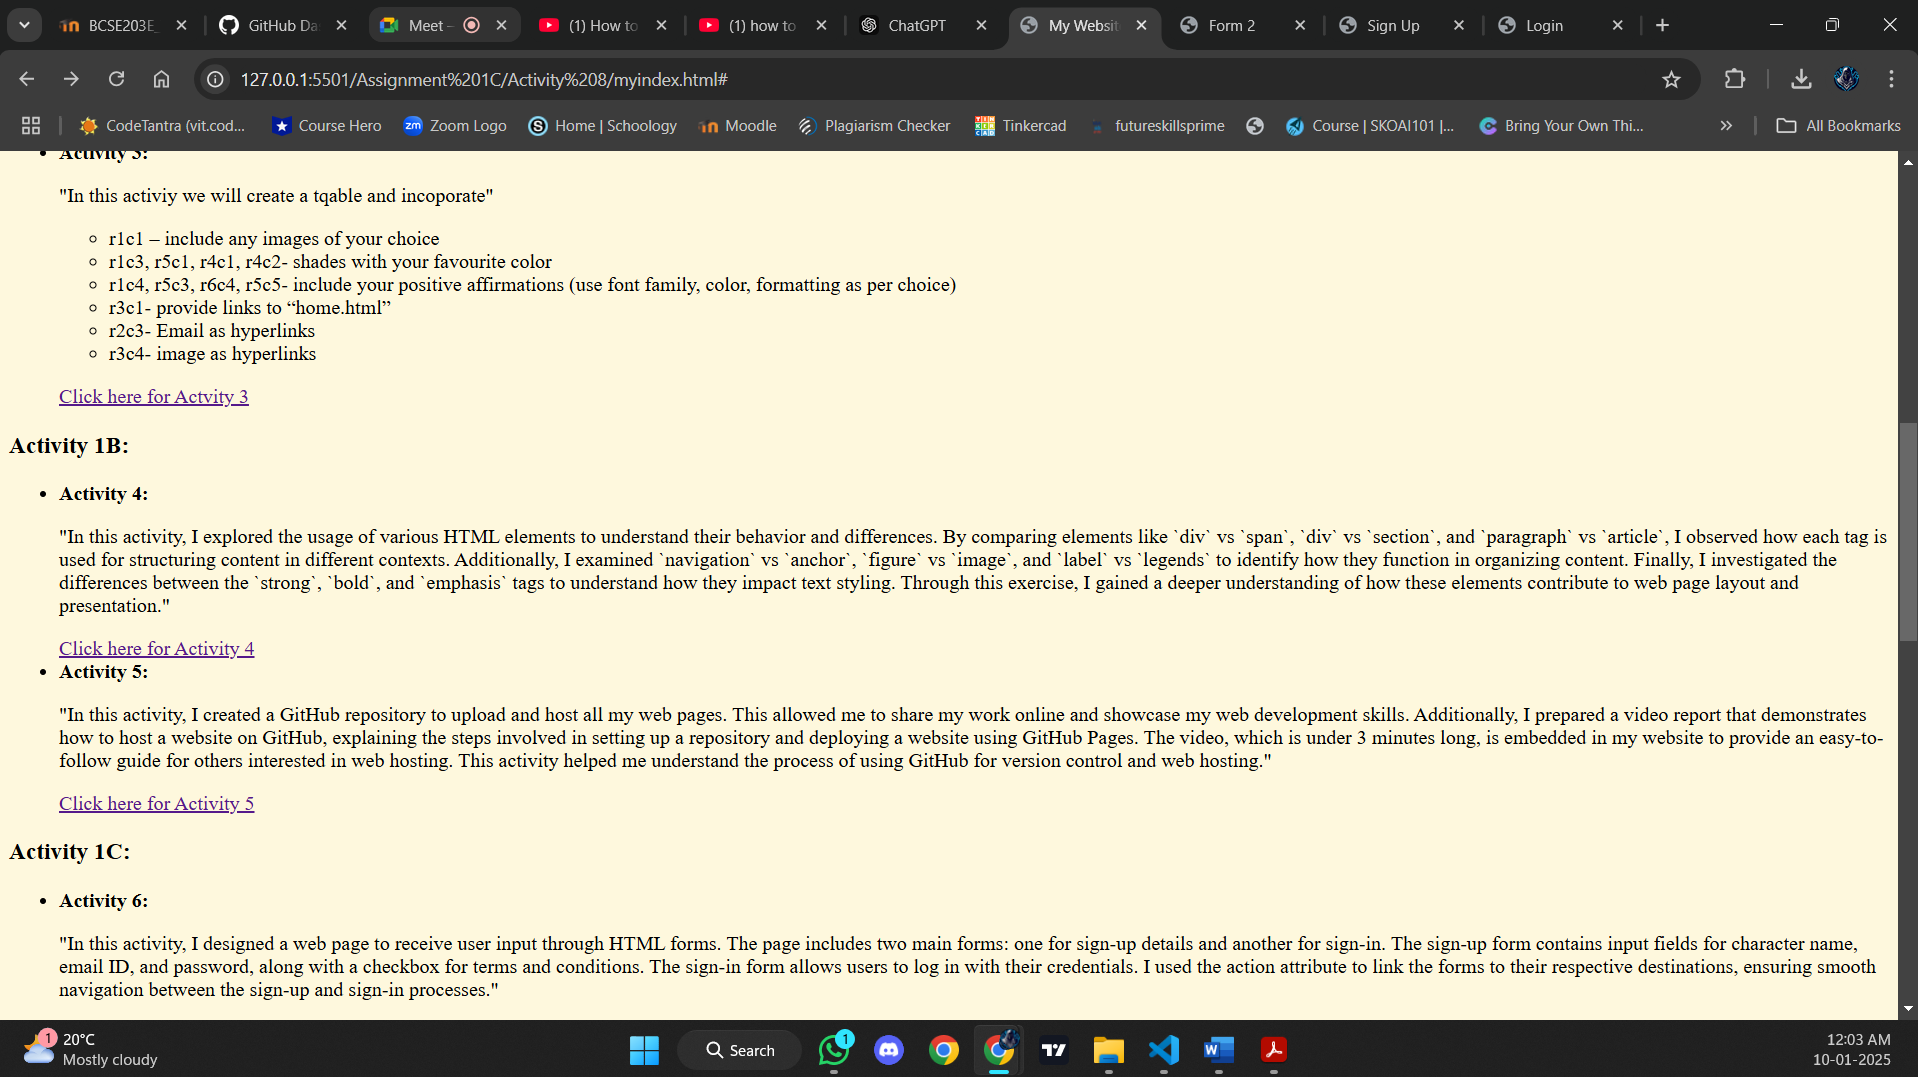 BCSE203E_
GitHub Da
Meet –
(1) How to
(1) how to
ChatGPT
My Websit
Form 2
Sign Up
Login
127.0.0.1:5501/Assignment%201C/Activity%208/myindex.html#
CodeTantra (vit.cod...
Course Hero
zm Zoom Logo
S Home | Schoology
Moodle
Plagiarism Checker
Tinkercad
futureskillsprime
Course | SKOAI101 |...
Bring Your Own Thi...
All Bookmarks
Activity 3:
"In this activiy we will create a tqable and incoporate"
r1c1 – include any images of your choice
r1c3, r5c1, r4c1, r4c2- shades with your favourite color
r1c4, r5c3, r6c4, r5c5- include your positive affirmations (use font family, color, formatting as per choice)
r3c1- provide links to “home.html”
r2c3- Email as hyperlinks
r3c4- image as hyperlinks
Click here for Actvity 3
Activity 1B:
Activity 4:
"In this activity, I explored the usage of various HTML elements to understand their behavior and differences. By comparing elements like `div` vs `span`, `div` vs `section`, and `paragraph` vs `article`, I observed how each tag is
used for structuring content in different contexts. Additionally, I examined `navigation` vs `anchor`, `figure` vs `image`, and `label` vs `legends` to identify how they function in organizing content. Finally, I investigated the
differences between the `strong`, `bold`, and `emphasis` tags to understand how they impact text styling. Through this exercise, I gained a deeper understanding of how these elements contribute to web page layout and
presentation."
Click here for Activity 4
Activity 5:
"In this activity, I created a GitHub repository to upload and host all my web pages. This allowed me to share my work online and showcase my web development skills. Additionally, I prepared a video report that demonstrates
how to host a website on GitHub, explaining the steps involved in setting up a repository and deploying a website using GitHub Pages. The video, which is under 3 minutes long, is embedded in my website to provide an easy-to-
follow guide for others interested in web hosting. This activity helped me understand the process of using GitHub for version control and web hosting."
Click here for Activity 5
Activity 1C:
Activity 6:
"In this activity, I designed a web page to receive user input through HTML forms. The page includes two main forms: one for sign-up details and another for sign-in. The sign-up form contains input fields for character name,
email ID, and password, along with a checkbox for terms and conditions. The sign-in form allows users to log in with their credentials. I used the action attribute to link the forms to their respective destinations, ensuring smooth
navigation between the sign-up and sign-in processes."
1
20°C
Mostly cloudy
Search
1
12:03 AM
10-01-2025